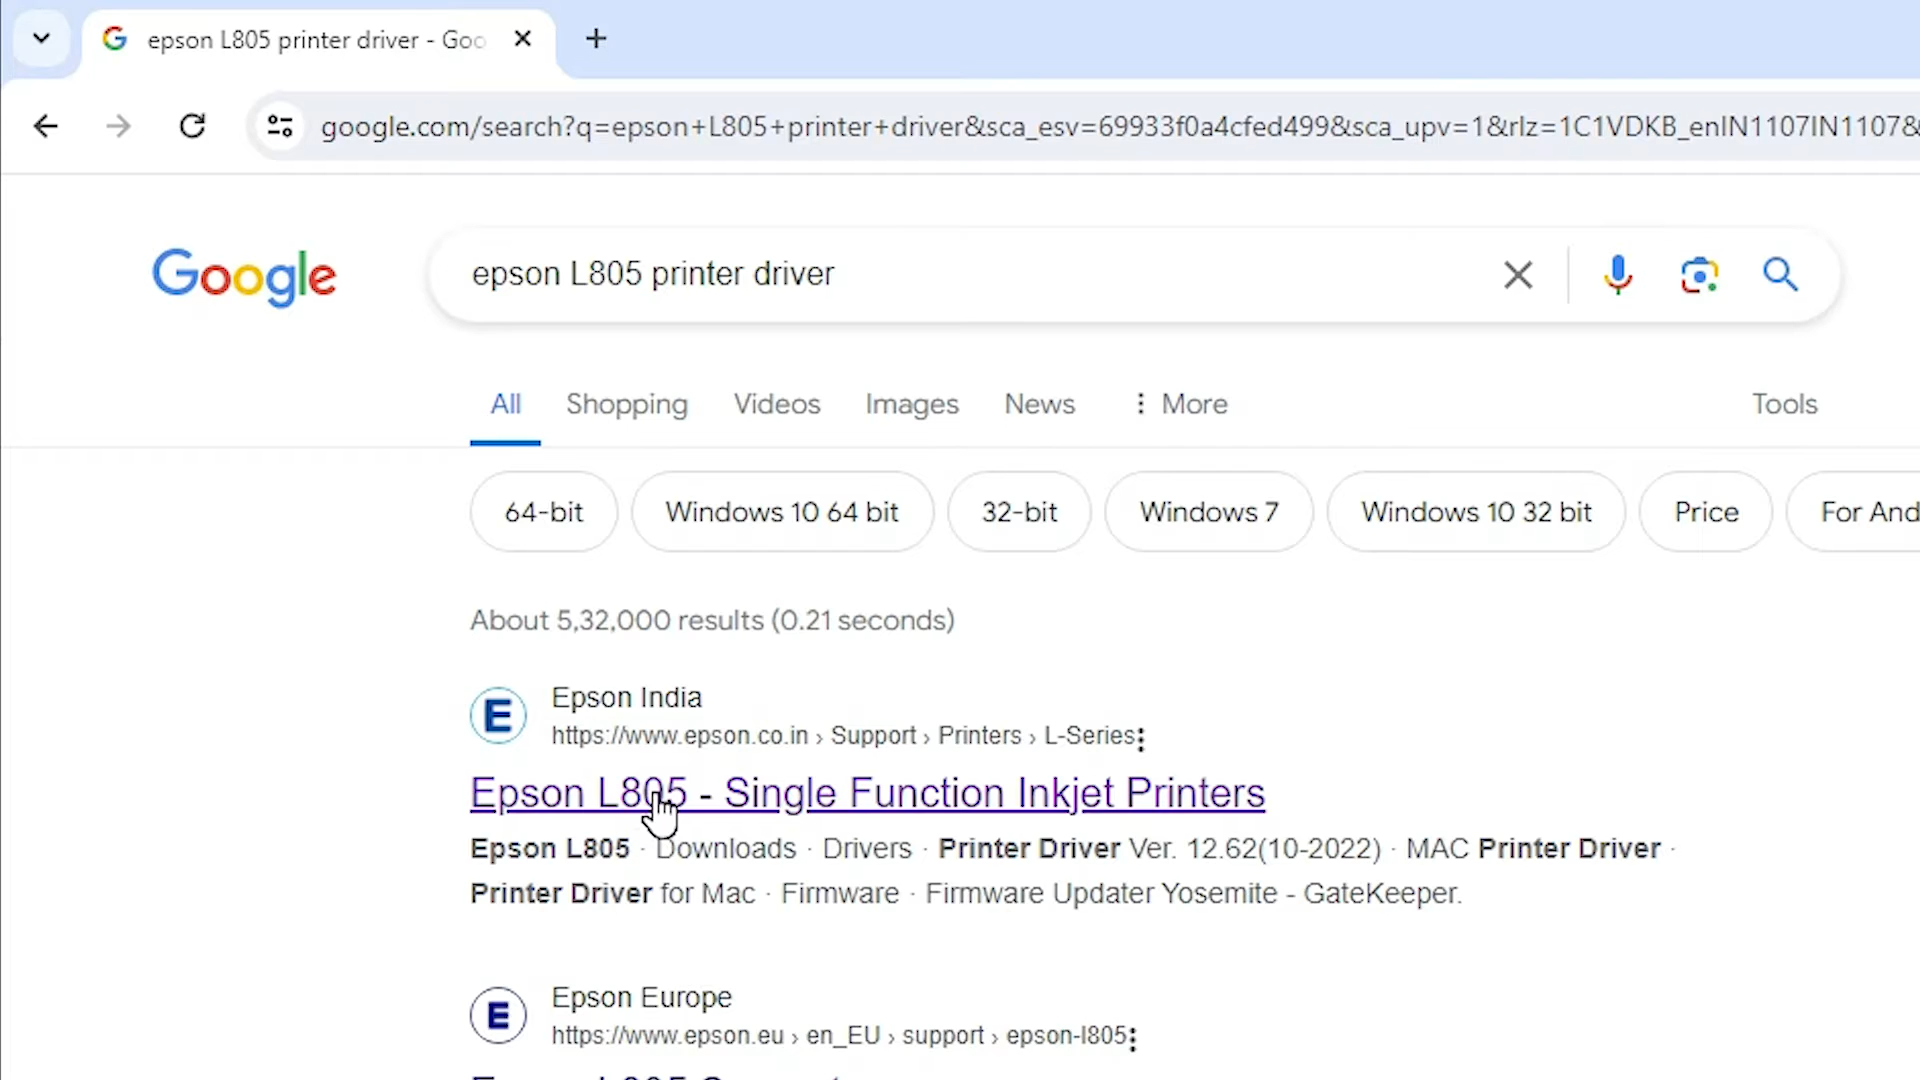 epson L805 printer driver - Goo
google.com/search?q=epson+L805+printer+driver&sca_esv=69933f0a4cfed499&sca_upv=1&rlz=1C1VDKB_enIN1107IN1107&
Google
epson L805 printer driver
All Shopping Videos Images News More Tools
64-bit Windows 10 64 bit 32-bit Windows 7 Windows 10 32 bit Price For And
About 5,32,000 results (0.21 seconds)
E Epson India
https://www.epson.co.in › Support › Printers › L-Series
Epson L805 - Single Function Inkjet Printers
Epson L805 · Downloads · Drivers · Printer Driver Ver. 12.62(10-2022) · MAC Printer Driver ·
Printer Driver for Mac · Firmware · Firmware Updater Yosemite - GateKeeper.
E Epson Europe
https://www.epson.eu › en_EU › support › epson-l805